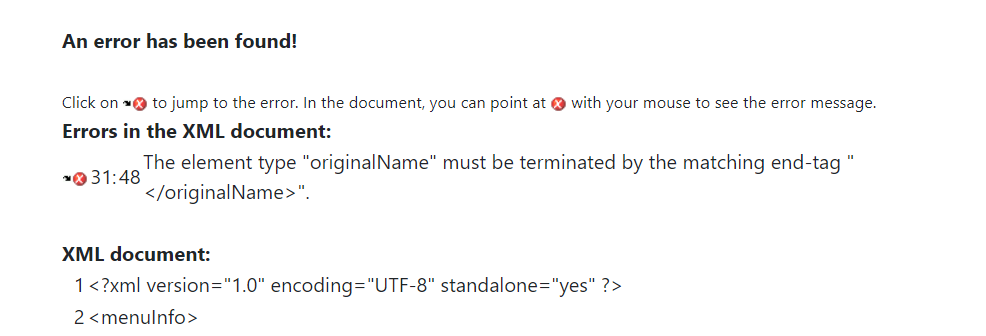 An error has been found!
Click on to jump to the error. In the document, you can point at with your mouse to see the error message.
Errors in the XML document:
31:48 The element type "originalName" must be terminated by the matching end-tag "
</originalName>".
XML document:
1 <?xml version="1.0" encoding="UTF-8" standalone="yes" ?>
2 <menuInfo>